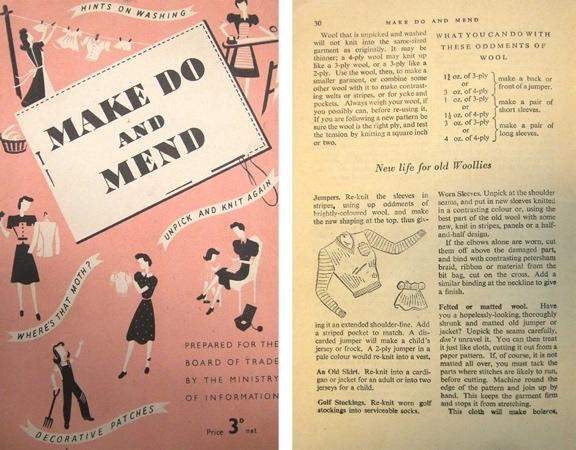 HINTS ON WASHING
MAKE DO
AND
MEND
UNPICK AND KNIT AGAIN
WHERE'S THAT MOTH?
DECORATIVE PATCHES
PREPARED FOR THE
BOARD OF TRADE
BY THE MINISTRY
OF INFORMATION
Price 3D net
30
MAKE DO AND MEND
Wool that is unpicked and washed
will not knit into the same-sized
garment as originally. It may be
thinner; a 4-ply wool may knit up
like a 3-ply wool, or a 3-ply like a
2-ply. Use the wool, then, to make a
smaller garment, or combine some
other wool with it to make contrast-
ing welts or stripes, or for yoke and
pockets. Always weigh your wool, if
you possibly can, before re-using it.
If you are following a new pattern be
sure the wool is the right ply, and test
the tension by knitting a square inch
or two.
WHAT YOU CAN DO WITH
THESE ODDMENTS OF
WOOL
1½ oz. of 3-ply
or
3 oz. of 4-ply
make a back or
front of a jumper.
1 oz. of 3-ply
or
1½ oz. of 4-ply
make a pair of
short sleeves.
3 oz. of 3-ply
or
4 oz. of 4-ply
make a pair of
long sleeves.
New life for old Woollies
Jumpers. Re-knit the sleeves in
stripes, using up oddments of
brightly-coloured wool, and make
the new shaping at the top, thus giv-
ing it an extended shoulder-line. Add
a striped pocket to match. A dis-
carded jumper will make a child's
jersey or frock. A 2-ply jumper in a
pale colour would re-knit into a vest.
An Old Skirt. Re-knit into a cardi-
gan or jacket for an adult or into two
jerseys for a child.
Golf Stockings. Re-knit worn golf
stockings into serviceable socks.
Worn Sleeves. Unpick at the shoulder
seams, and put in new sleeves knitted
in a contrasting colour or, using the
best part of the old wool with some
new, knit in stripes, panels or a half-
and-half design.
If the elbows alone are worn, cut
them off above the damaged part,
and bind with contrasting petersham
braid, ribbon or material from the
bit bag, cut on the cross. Add a
similar binding at the neckline to give
a finish.
Felted or matted wool. Have
you a hopelessly-looking, thoroughly
shrunk and matted old jumper or
jacket? Unpick the seams carefully,
don't unravel it. You can then treat
it just like cloth, cutting it out from a
paper pattern. If, of course, it is not
matted all over, you must tack the
parts where stitches are likely to run,
before cutting. Machine round the
edge of the pattern and join up by
hand. This keeps the garment firm
and stops it from stretching.
This cloth will make boleros,